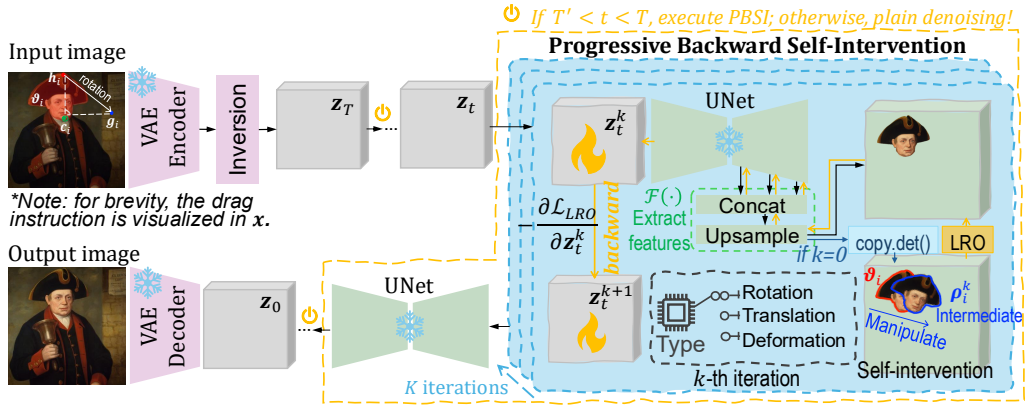 If T′ < t < T, execute PBSI; otherwise, plain denoising!
Input image
Progressive Backward Self-Intervention
h_i
rotation
ϑ_i
c_i
g_i
VAE
Encoder
Inversion
z_T
...
z_t
z_t^k
UNet
*Note: for brevity, the drag
instruction is visualized in x.
∂ℒ_LRO
∂z_t^k
backward
ℱ(·)
Extract
features
Concat
Upsample
if k=0
copy.det()
LRO
Output image
VAE
Decoder
z_0
...
UNet
K iterations
z_t^{k+1}
Type
Rotation
Translation
Deformation
k-th iteration
ϑ_i
ρ_i^k
Intermediate
Manipulate
Self-intervention